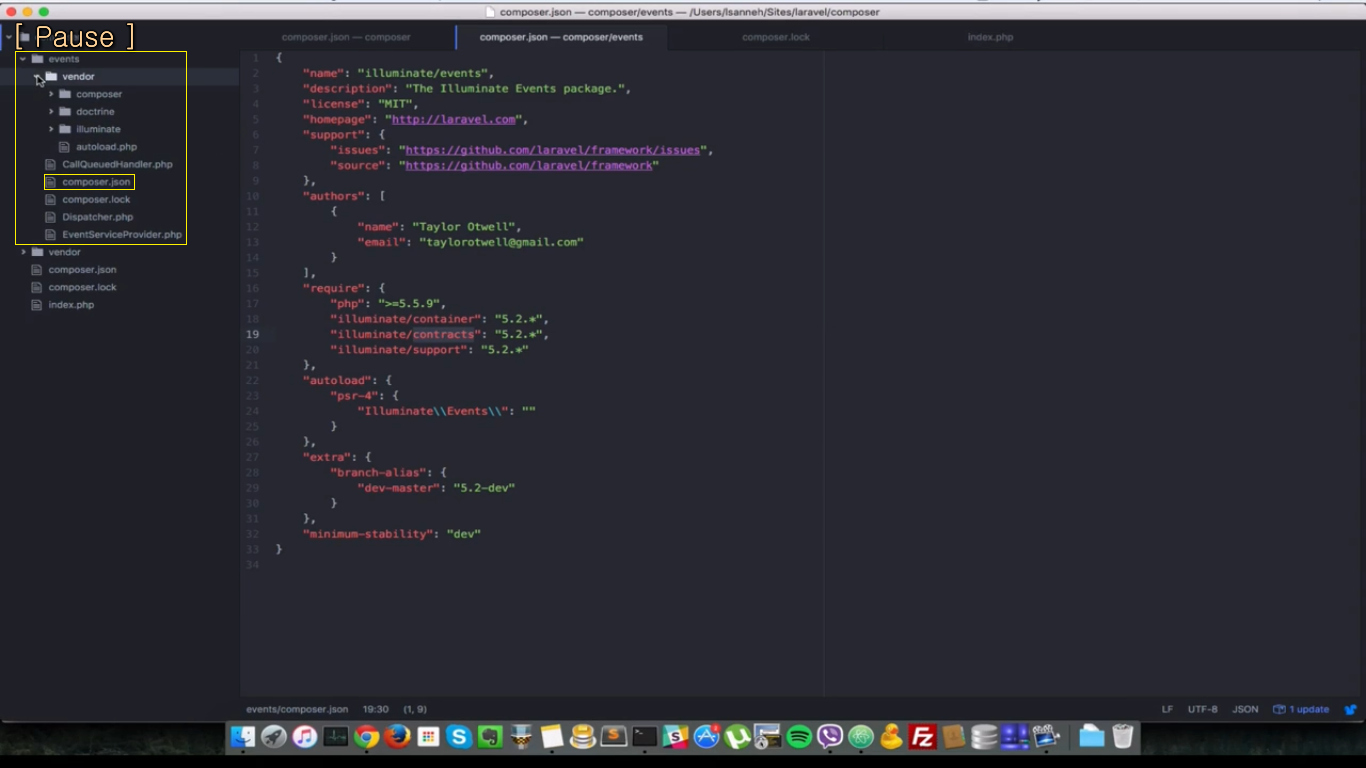 composer.json — composer/events — /Users/lsanneh/Sites/laravel/composer
[ Pause ]
composer.json — composer
composer.json — composer/events
composer.lock
index.php
events
vendor
composer
doctrine
illuminate
autoload.php
CallQueuedHandler.php
composer.json
composer.lock
Dispatcher.php
EventServiceProvider.php
vendor
composer.json
composer.lock
index.php
1 {
2 "name": "illuminate/events",
3 "description": "The Illuminate Events package.",
4 "license": "MIT",
5 "homepage": "http://laravel.com",
6 "support": {
7 "issues": "https://github.com/laravel/framework/issues",
8 "source": "https://github.com/laravel/framework"
9 },
10 "authors": [
11 {
12 "name": "Taylor Otwell",
13 "email": "taylorotwell@gmail.com"
14 }
15 ],
16 "require": {
17 "php": ">=5.5.9",
18 "illuminate/container": "5.2.*",
19 "illuminate/contracts": "5.2.*",
20 "illuminate/support": "5.2.*"
21 },
22 "autoload": {
23 "psr-4": {
24 "Illuminate\\Events\\": ""
25 }
26 },
27 "extra": {
28 "branch-alias": {
29 "dev-master": "5.2-dev"
30 }
31 },
32 "minimum-stability": "dev"
33 }
34
events/composer.json 19:30 (1, 9)
LF UTF-8 JSON 1 update